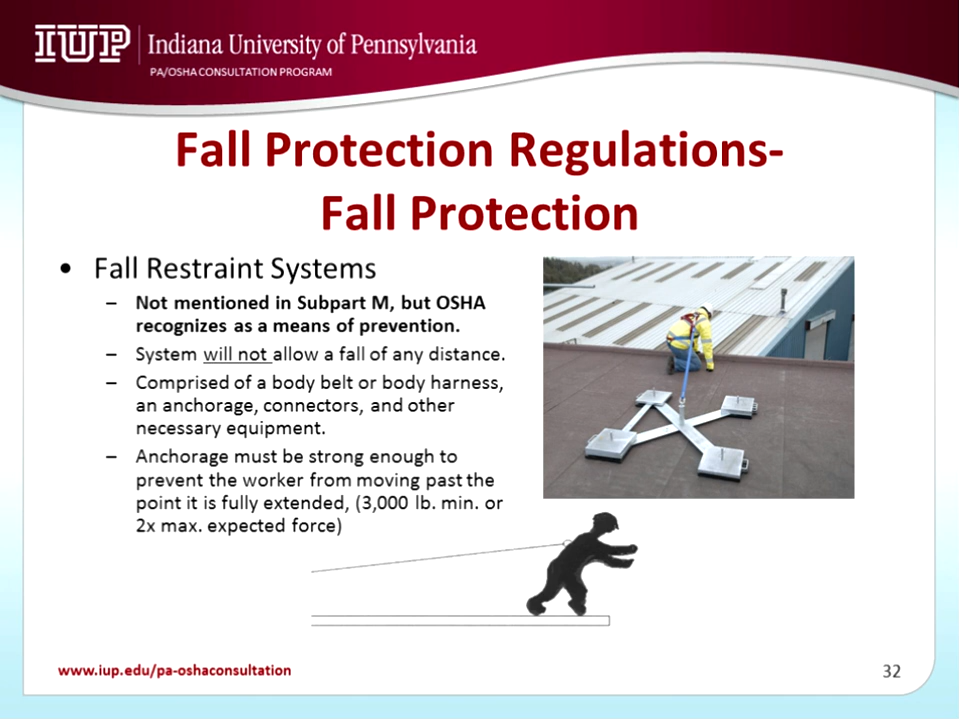 IUP
Indiana University of Pennsylvania
PA/OSHA CONSULTATION PROGRAM
Fall Protection Regulations-
Fall Protection
• Fall Restraint Systems
– Not mentioned in Subpart M, but OSHA
recognizes as a means of prevention.
– System will not allow a fall of any distance.
– Comprised of a body belt or body harness,
an anchorage, connectors, and other
necessary equipment.
– Anchorage must be strong enough to
prevent the worker from moving past the
point it is fully extended, (3,000 lb. min. or
2x max. expected force)
www.iup.edu/pa-oshaconsultation
32